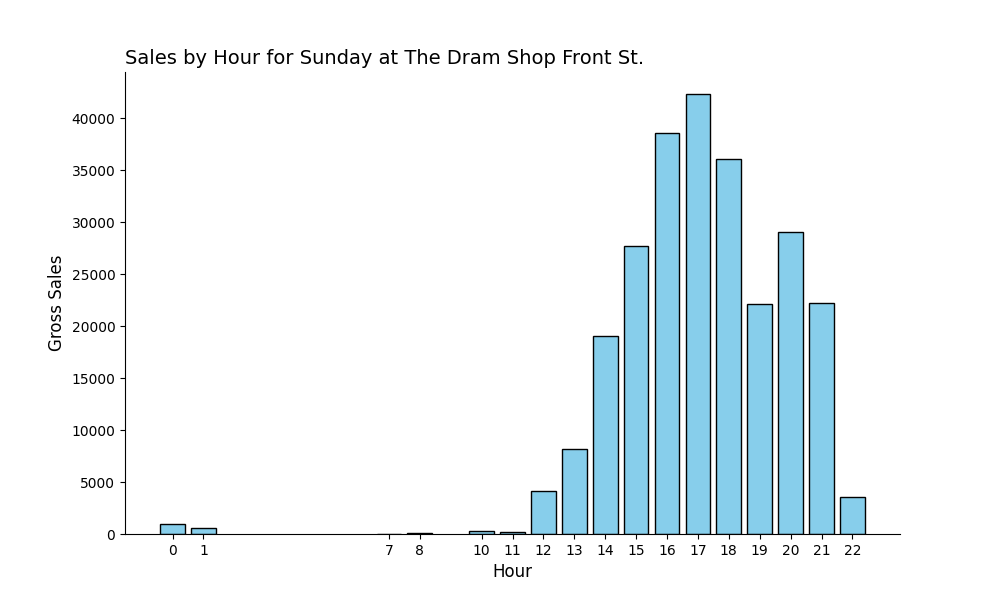 Sales by Hour for Sunday at The Dram Shop Front St.
Gross Sales
40000
35000
30000
25000
20000
15000
10000
5000
0
0 1 7 8 10 11 12 13 14 15 16 17 18 19 20 21 22
Hour